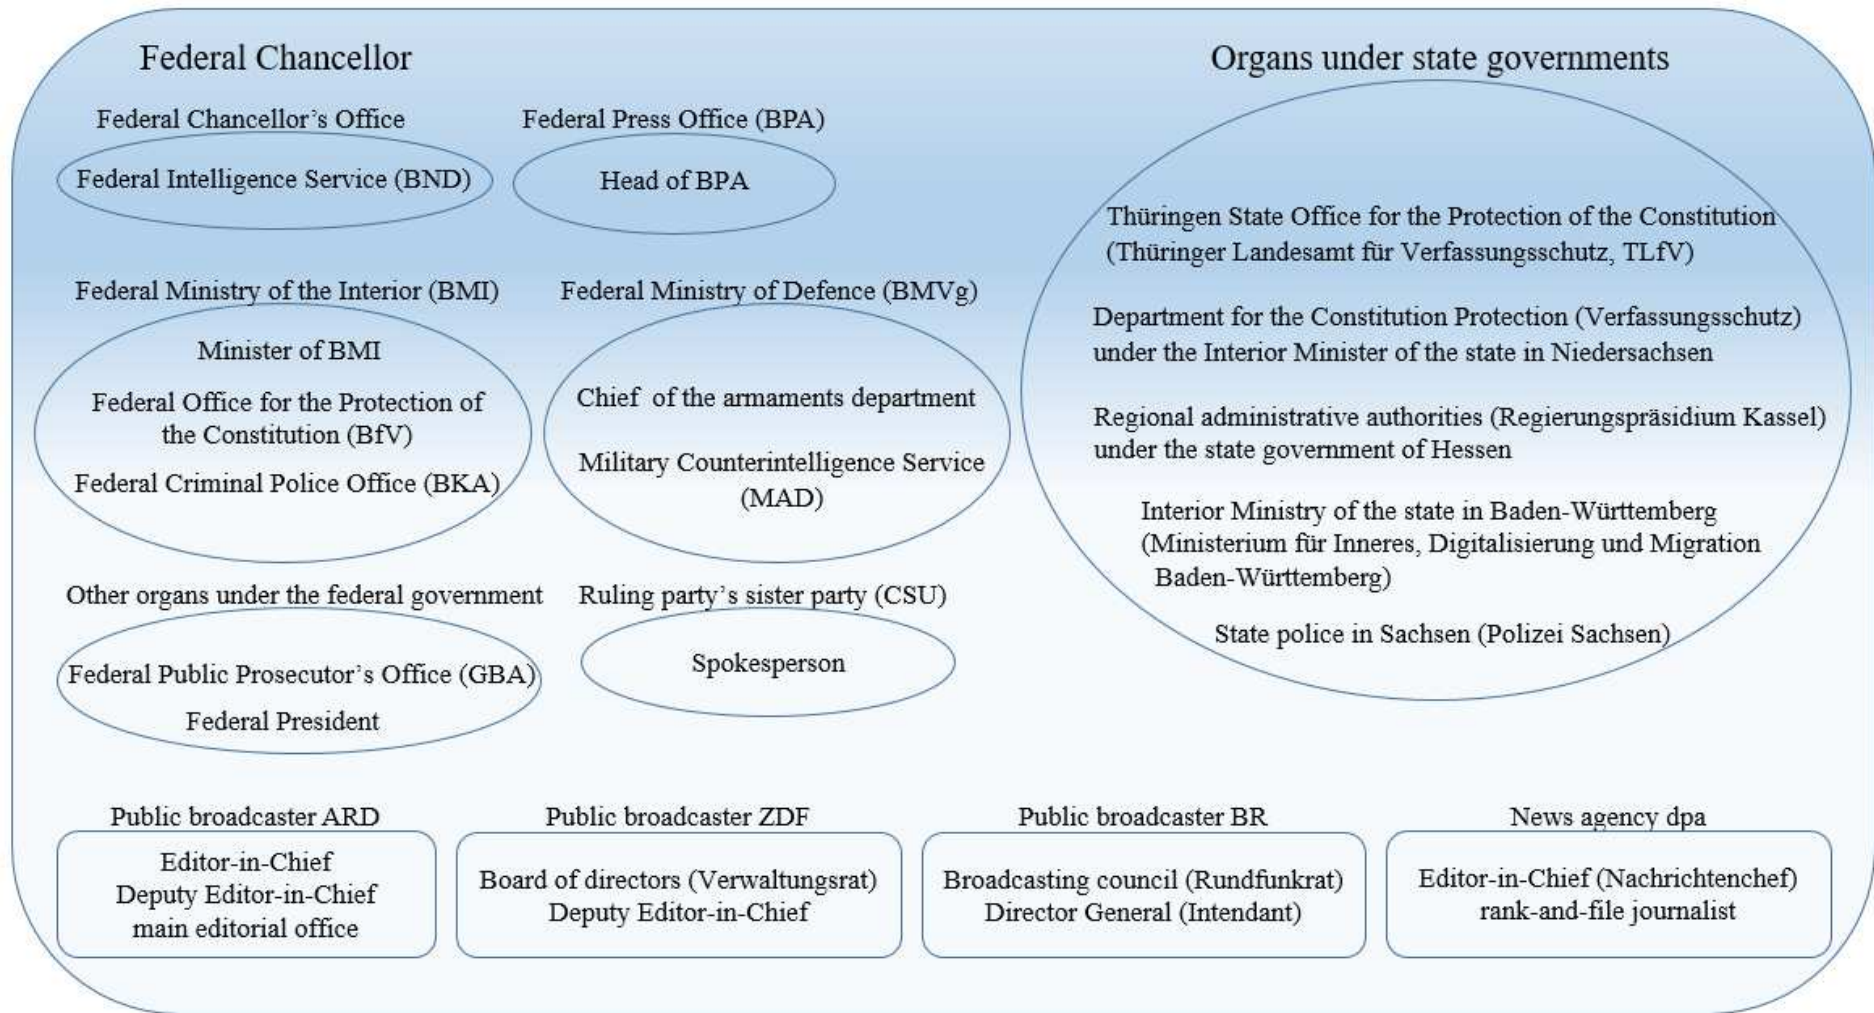 Federal Chancellor
Organs under state governments
Federal Chancellor’s Office
Federal Intelligence Service (BND)
Federal Press Office (BPA)
Head of BPA
Federal Ministry of the Interior (BMI)
Minister of BMI
Federal Office for the Protection of
the Constitution (BfV)
Federal Criminal Police Office (BKA)
Federal Ministry of Defence (BMVg)
Chief of the armaments department
Military Counterintelligence Service
(MAD)
Other organs under the federal government
Federal Public Prosecutor’s Office (GBA)
Federal President
Ruling party’s sister party (CSU)
Spokesperson
Thüringen State Office for the Protection of the Constitution
(Thüringer Landesamt für Verfassungsschutz, TLfV)
Department for the Constitution Protection (Verfassungsschutz)
under the Interior Minister of the state in Niedersachsen
Regional administrative authorities (Regierungspräsidium Kassel)
under the state government of Hessen
Interior Ministry of the state in Baden-Württemberg
(Ministerium für Inneres, Digitalisierung und Migration
Baden-Württemberg)
State police in Sachsen (Polizei Sachsen)
Public broadcaster ARD
Editor-in-Chief
Deputy Editor-in-Chief
main editorial office
Public broadcaster ZDF
Board of directors (Verwaltungsrat)
Deputy Editor-in-Chief
Public broadcaster BR
Broadcasting council (Rundfunkrat)
Director General (Intendant)
News agency dpa
Editor-in-Chief (Nachrichtenchef)
rank-and-file journalist